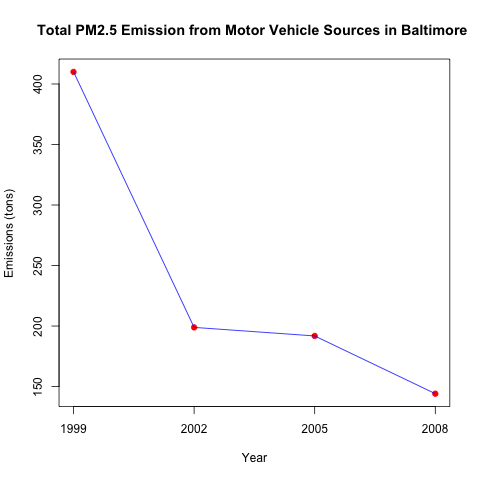 Total PM2.5 Emission from Motor Vehicle Sources in Baltimore
Emissions (tons)
400
350
300
250
200
150
1999 2002 2005 2008
Year